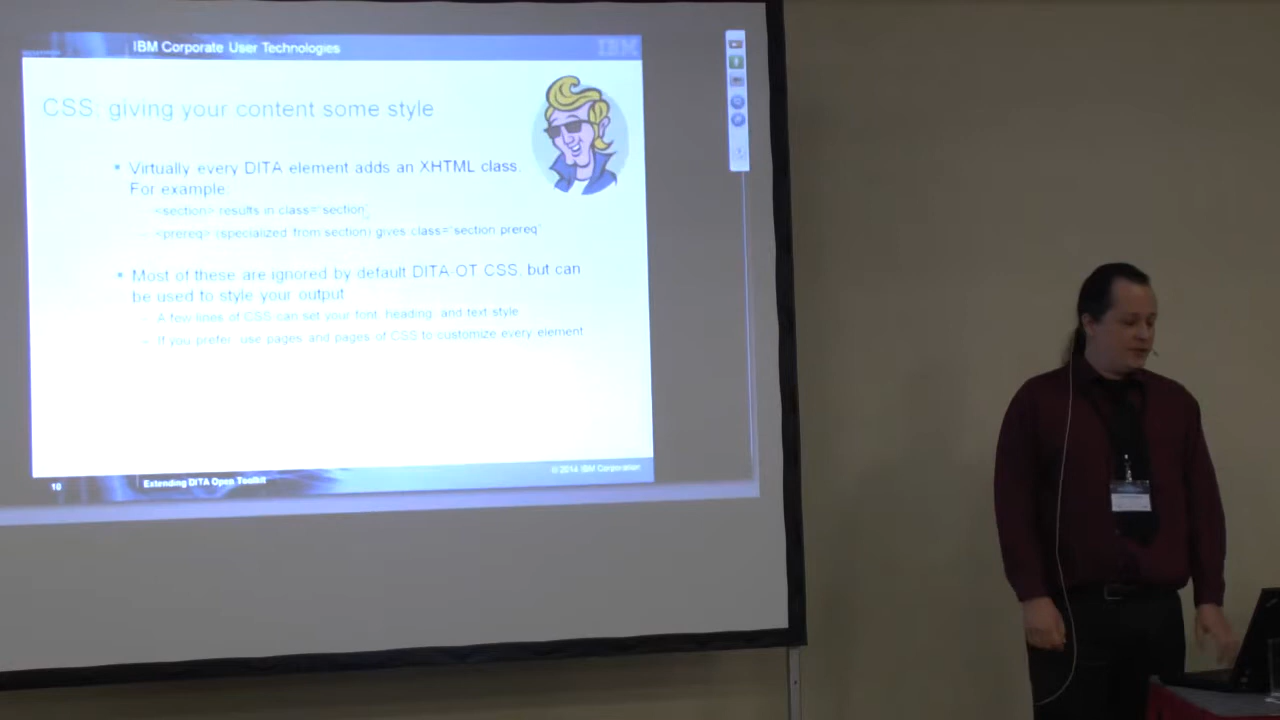 IBM Corporate User Technologies
IBM
CSS: giving your content some style
Virtually every DITA element adds an XHTML class.
For example:
<section> results in class="section"
<prereq> (specialized from section) gives class="section prereq"
Most of these are ignored by default DITA-OT CSS, but can
be used to style your output
A few lines of CSS can set your font, heading, and text style
If you prefer, use pages and pages of CSS to customize every element
© 2014 IBM Corporation
10
Extending DITA Open Toolkit